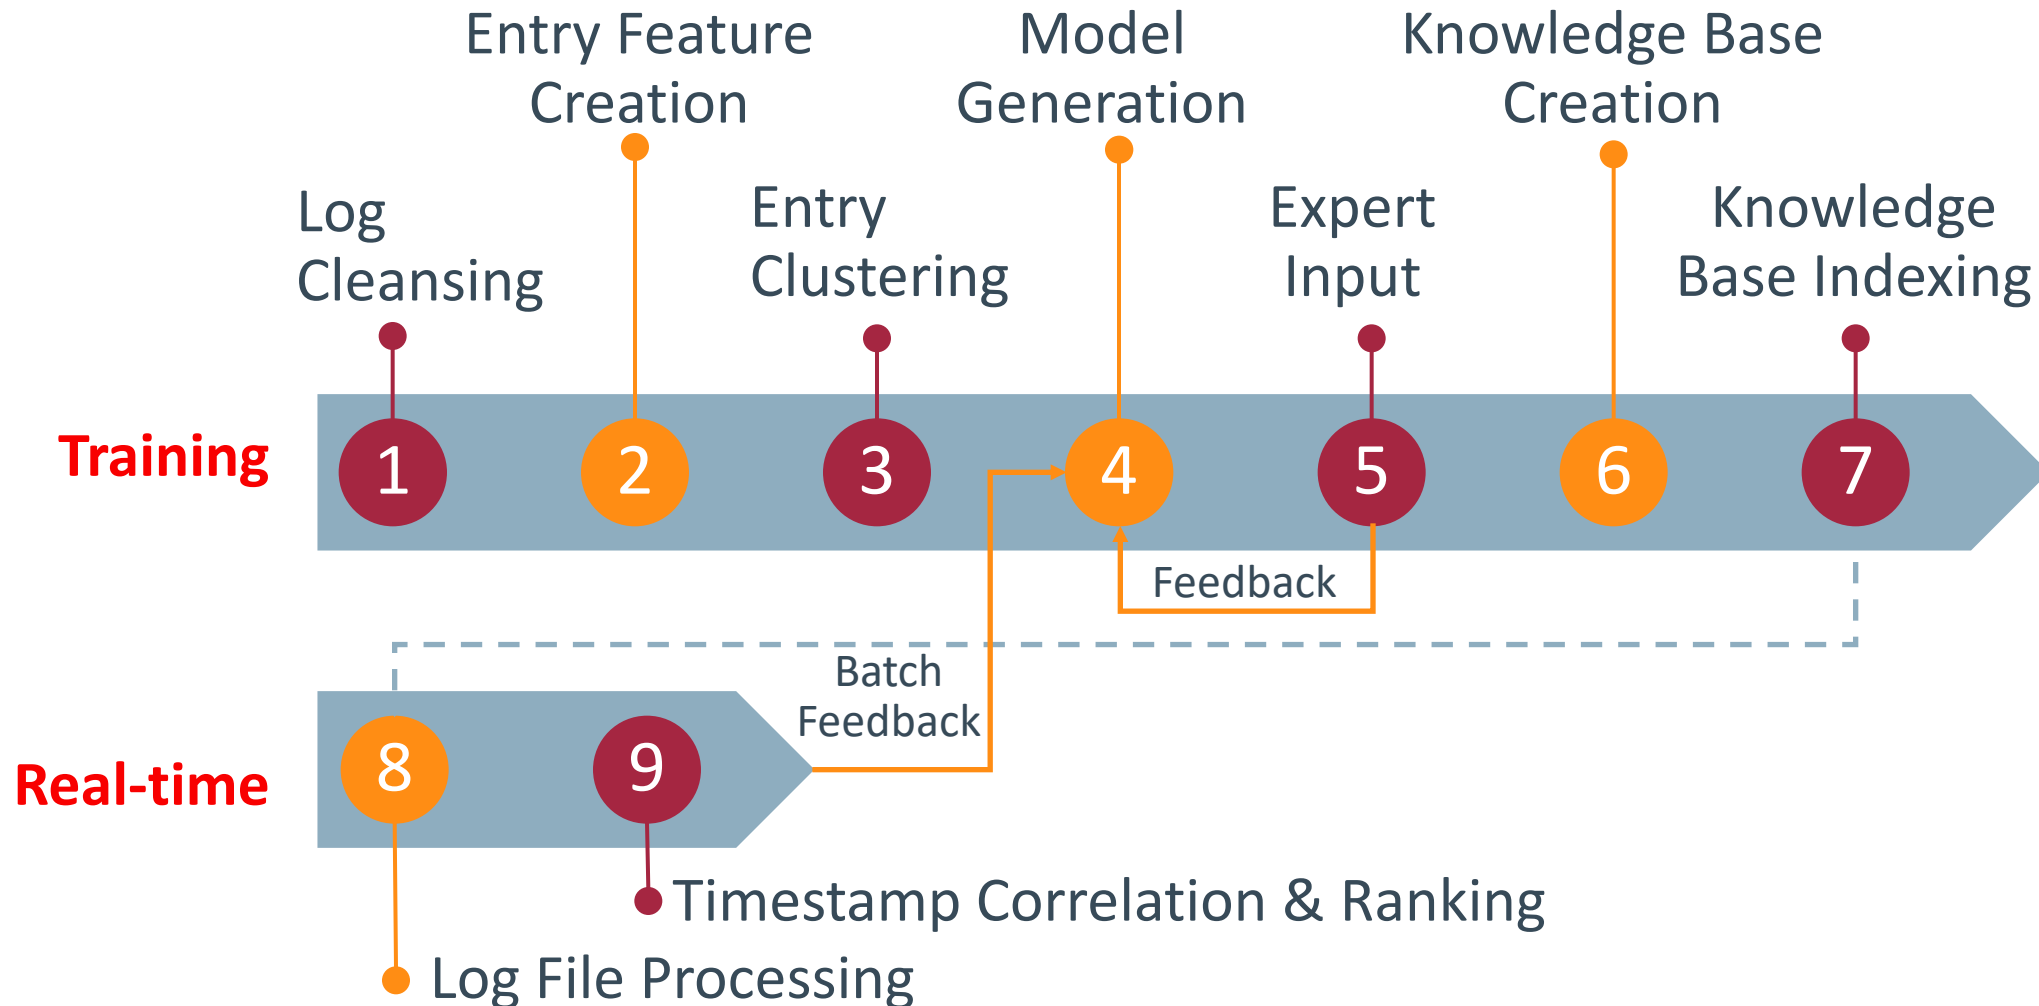 Entry Feature
Creation
Model
Generation
Knowledge Base
Creation
Log
Cleansing
Entry
Clustering
Expert
Input
Knowledge
Base Indexing
Training
1
2
3
4
5
6
7
Feedback
Batch
Feedback
Real-time
8
9
Timestamp Correlation & Ranking
Log File Processing